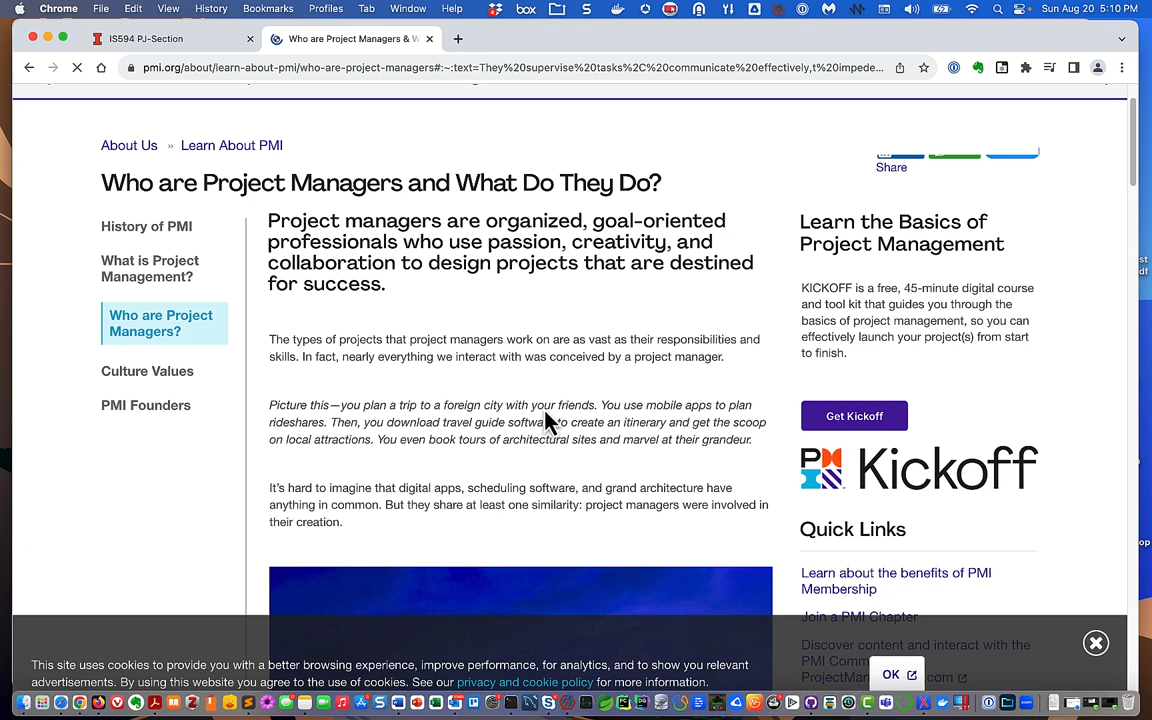 Chrome File Edit View History Bookmarks Profiles Tab Window Help box Sun Aug 20 5:10 PM
IS594 PJ-Section
Who are Project Managers & W
pmi.org/about/learn-about-pmi/who-are-project-managers#:~:text=They%20supervise%20tasks%2C%20communicate%20effectively,t%20impede...
About Us » Learn About PMI
Share
Who are Project Managers and What Do They Do?
History of PMI
What is Project
Management?
Who are Project
Managers?
Culture Values
PMI Founders
Project managers are organized, goal-oriented
professionals who use passion, creativity, and
collaboration to design projects that are destined
for success.
The types of projects that project managers work on are as vast as their responsibilities and
skills. In fact, nearly everything we interact with was conceived by a project manager.
Picture this—you plan a trip to a foreign city with your friends. You use mobile apps to plan
rideshares. Then, you download travel guide software to create an itinerary and get the scoop
on local attractions. You even book tours of architectural sites and marvel at their grandeur.
It's hard to imagine that digital apps, scheduling software, and grand architecture have
anything in common. But they share at least one similarity: project managers were involved in
their creation.
Learn the Basics of
Project Management
KICKOFF is a free, 45-minute digital course
and tool kit that guides you through the
basics of project management, so you can
effectively launch your project(s) from start
to finish.
Get Kickoff
Kickoff
Quick Links
Learn about the benefits of PMI
Membership
Join a PMI Chapter
Discover content and interact with the
PMI Comm
ProjectMan .com
This site uses cookies to provide you with a better browsing experience, improve performance, for analytics, and to show you relevant
advertisements. By using this website you agree to the use of cookies. See our privacy and cookie policy for more information.
OK